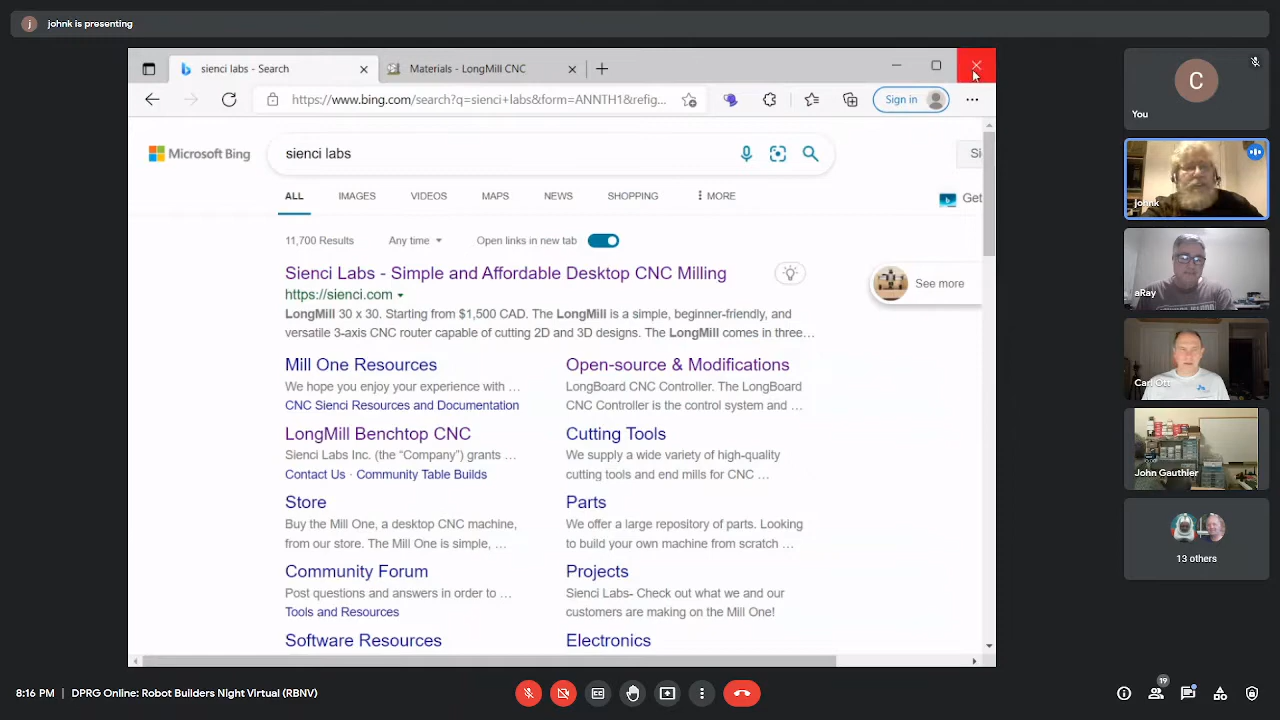 j johnk is presenting
sienci labs - Search
Materials - LongMill CNC
https://www.bing.com/search?q=sienci+labs&form=ANNTH1&refig...
Sign in
Microsoft Bing
sienci labs
Si
ALL IMAGES VIDEOS MAPS NEWS SHOPPING MORE
Get
11,700 Results Any time Open links in new tab
Sienci Labs - Simple and Affordable Desktop CNC Milling
https://sienci.com
LongMill 30 x 30. Starting from $1,500 CAD. The LongMill is a simple, beginner-friendly, and
versatile 3-axis CNC router capable of cutting 2D and 3D designs. The LongMill comes in three...
See more
Mill One Resources
We hope you enjoy your experience with ...
CNC Sienci Resources and Documentation
Open-source & Modifications
LongBoard CNC Controller. The LongBoard
CNC Controller is the control system and ...
LongMill Benchtop CNC
Sienci Labs Inc. (the “Company”) grants ...
Contact Us · Community Table Builds
Cutting Tools
We supply a wide variety of high-quality
cutting tools and end mills for CNC ...
Store
Buy the Mill One, a desktop CNC machine,
from our store. The Mill One is simple, ...
Parts
We offer a large repository of parts. Looking
to build your own machine from scratch ...
Community Forum
Post questions and answers in order to ...
Tools and Resources
Projects
Sienci Labs- Check out what we and our
customers are making on the Mill One!
Software Resources
Electronics
C
You
johnk
aRay
Carl Ott
John Gauthier
13 others
8:16 PM | DPRG Online: Robot Builders Night Virtual (RBNV)
19